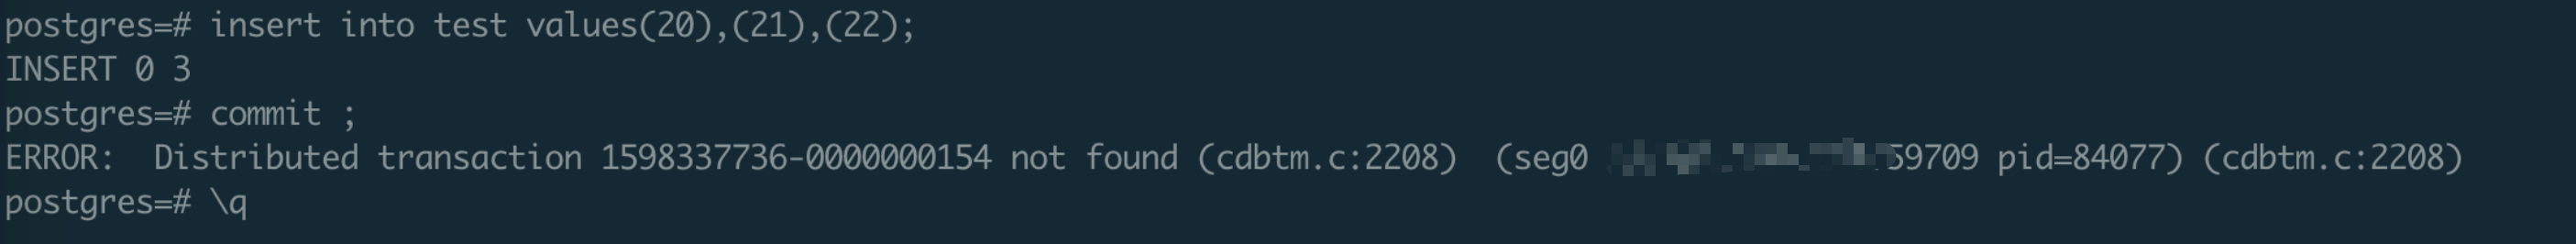 postgres=# insert into test values(20),(21),(22);
INSERT 0 3
postgres=# commit ;
ERROR:  Distributed transaction 1598337736-0000000154 not found (cdbtm.c:2208)  (seg0 59709 pid=84077) (cdbtm.c:2208)
postgres=# \q